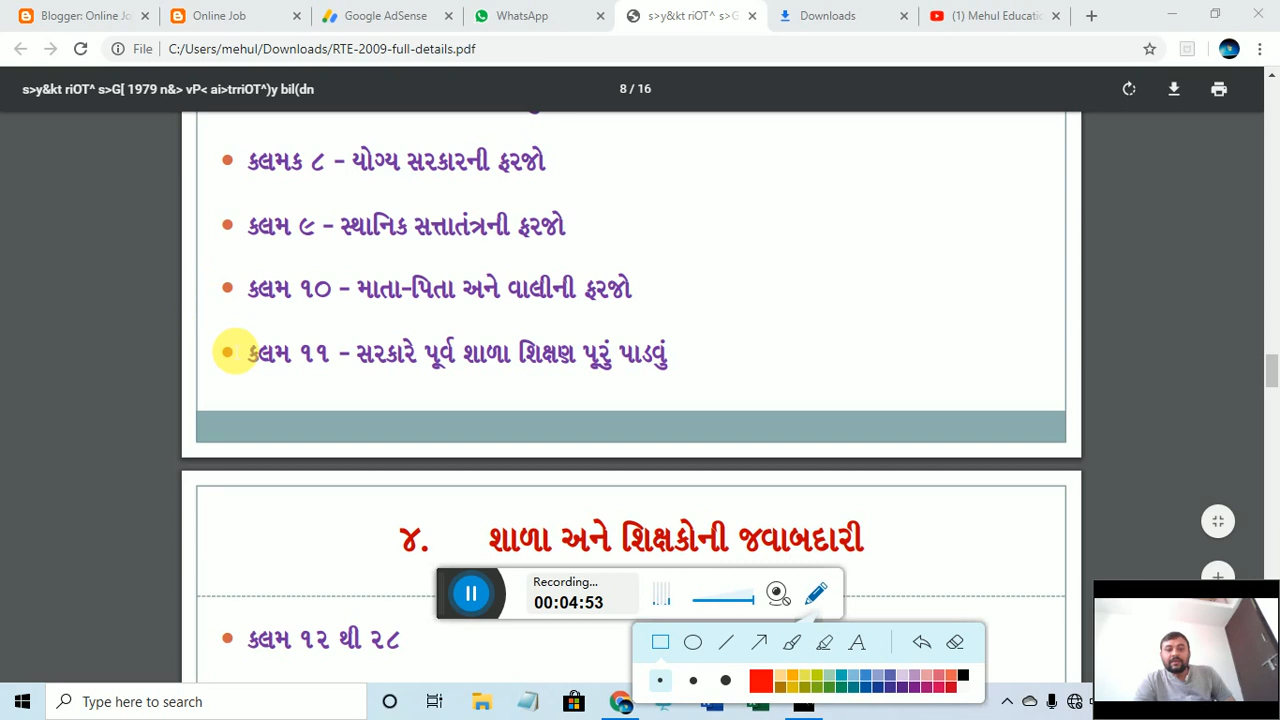 Blogger: Online Jo
Online Job
Google AdSense
WhatsApp
s>y&kt riOT^ s>G
Downloads
(1) Mehul Educatio
File
C:/Users/mehul/Downloads/RTE-2009-full-details.pdf
s>y&kt riOT^ s>G[ 1979 n&> vP< ai>trriOT^)y bil(dn
8 / 16
કલમક ૮ - યોગ્ય સરકારની ફરજો
કલમ ૯ - સ્થાનિક સત્તાતંત્રની ફરજો
કલમ ૧૦ - માતા-પિતા અને વાલીની ફરજો
કલમ ૧૧ - સરકારે પૂર્વ શાળા શિક્ષણ પૂરું પાડવું
૪. શાળા અને શિક્ષકોની જવાબદારી
Recording...
00:04:53
કલમ ૧૨ થી ૨૮
A
Type here to search